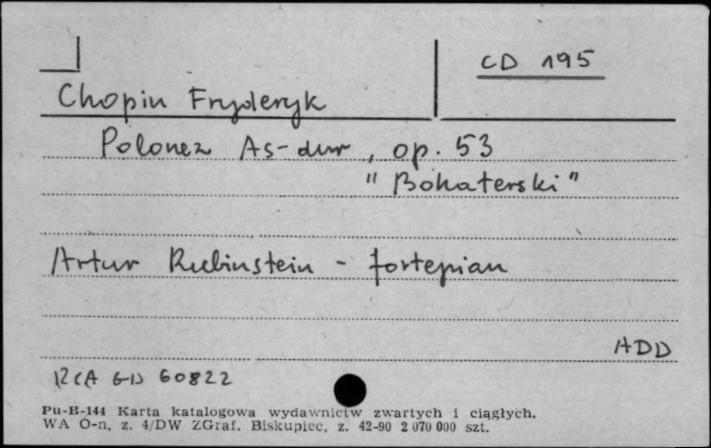 CD 195
Chopin Fryderyk
Polonez As-dur, op. 53
"Bohaterski"
Artur Rubinstein - fortepian
ADD
RCA GD 60822
Pu-B-144 Karta katalogowa wydawnictw zwartych i ciągłych.
WA O-n, z. 4/DW ZGraf. Biskupiec, z. 42-90 2 070 000 szt.